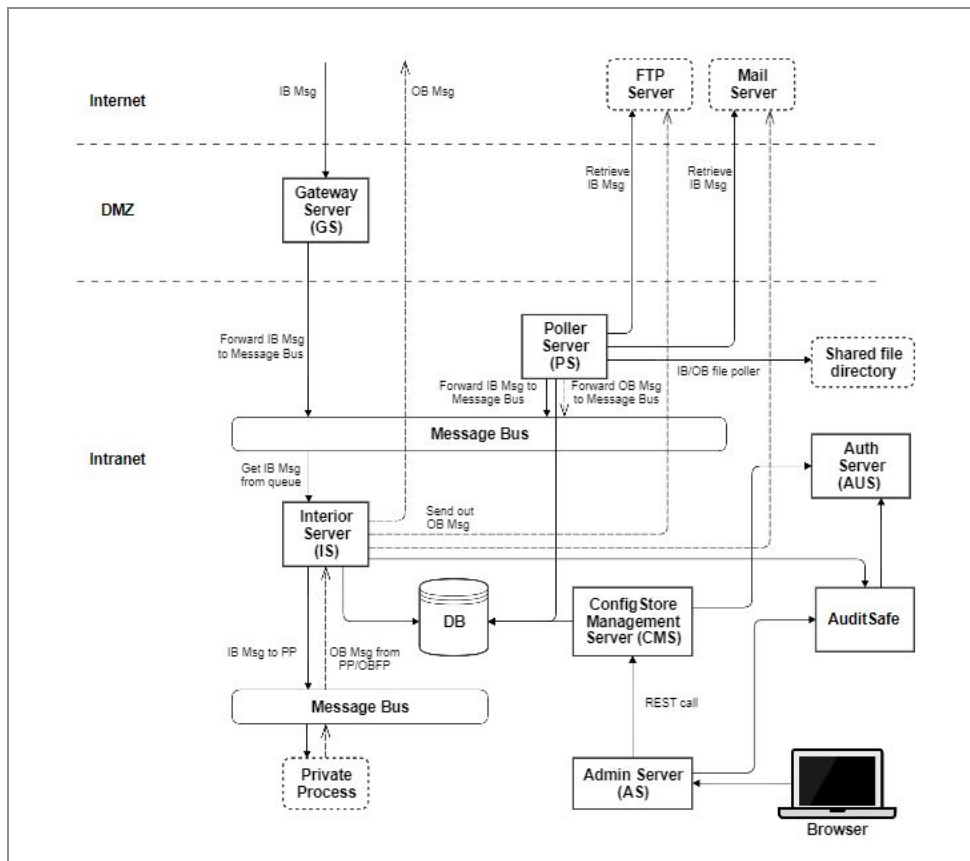 FTP
Server
Mail
Server
Internet
IB Msg
OB Msg
Retrieve
IB Msg
Retrieve
IB Msg
DMZ
Gateway
Server
(GS)
Forward IB Msg
to Message Bus
Poller
Server
(PS)
IB/OB file poller
Shared file
directory
Forward IB Msg to
Message Bus
Forward OB Msg
to Message Bus
Message Bus
Intranet
Get IB Msg
from queue
Auth
Server
(AUS)
Interior
Server
(IS)
Send out
OB Msg
DB
ConfigStore
Management
Server (CMS)
AuditSafe
IB Msg to PP
OB Msg from
PP/OBFP
Message Bus
REST call
Private
Process
Admin Server
(AS)
Browser